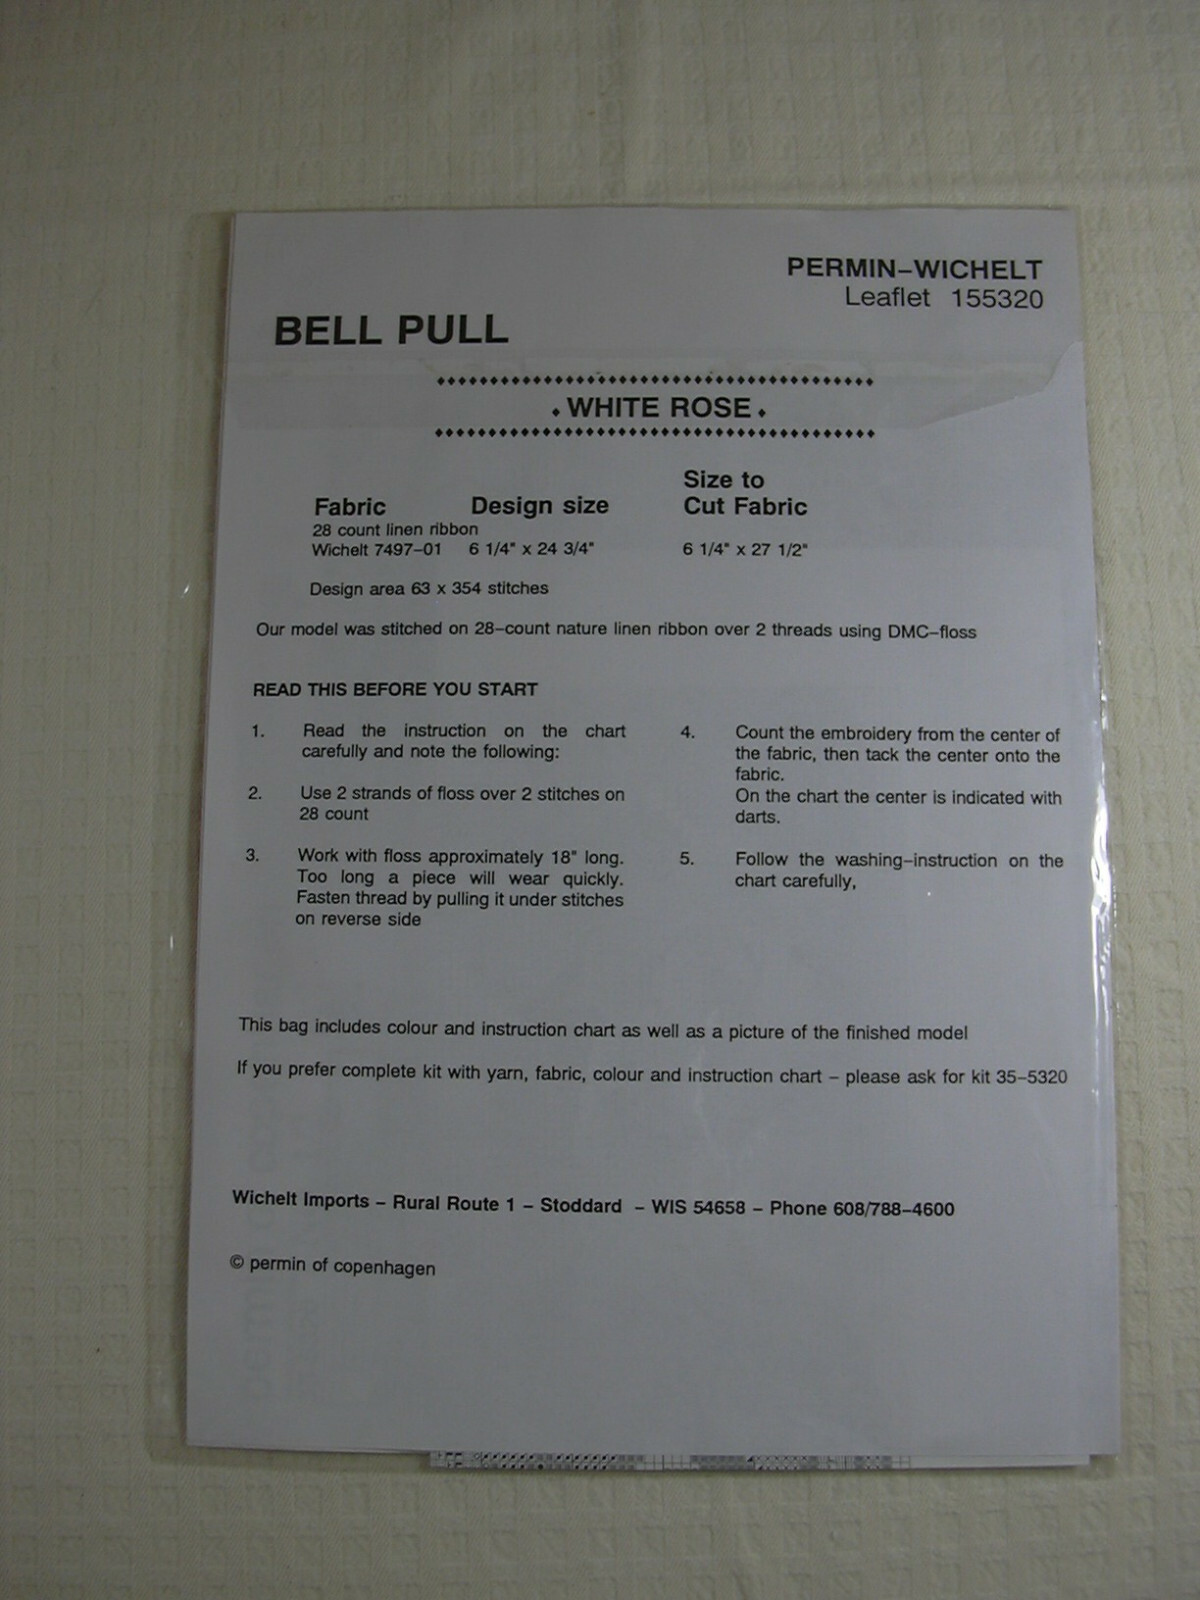 PERMIN–WICHELT
Leaflet 155320
BELL PULL
WHITE ROSE
Fabric Design size Size to Cut Fabric
28 count linen ribbon
Wichelt 7497–01 6 1/4" x 24 3/4" 6 1/4" x 27 1/2"
Design area 63 x 354 stitches
Our model was stitched on 28–count nature linen ribbon over 2 threads using DMC–floss
READ THIS BEFORE YOU START
1. Read the instruction on the chart
carefully and note the following:
2. Use 2 strands of floss over 2 stitches on
28 count
3. Work with floss approximately 18" long.
Too long a piece will wear quickly.
Fasten thread by pulling it under stitches
on reverse side
4. Count the embroidery from the center of
the fabric, then tack the center onto the
fabric.
On the chart the center is indicated with
darts.
5. Follow the washing–instruction on the
chart carefully,
This bag includes colour and instruction chart as well as a picture of the finished model
If you prefer complete kit with yarn, fabric, colour and instruction chart – please ask for kit 35–5320
Wichelt Imports – Rural Route 1 – Stoddard – WIS 54658 – Phone 608/788–4600
© permin of copenhagen